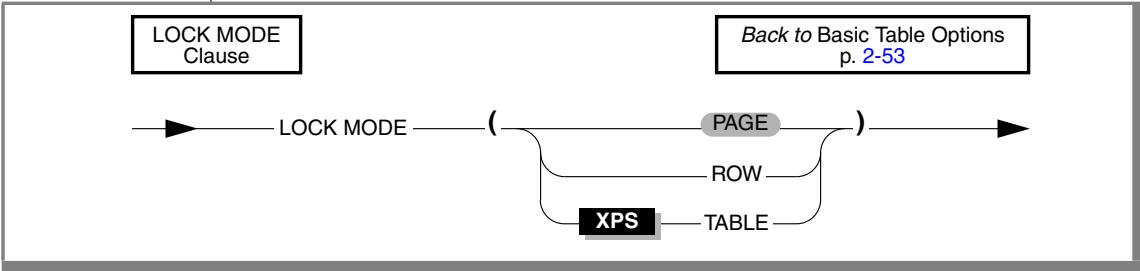 LOCK MODE
Clause
Back to Basic Table Options
p. 2-53
LOCK MODE ( PAGE )
ROW
XPS TABLE